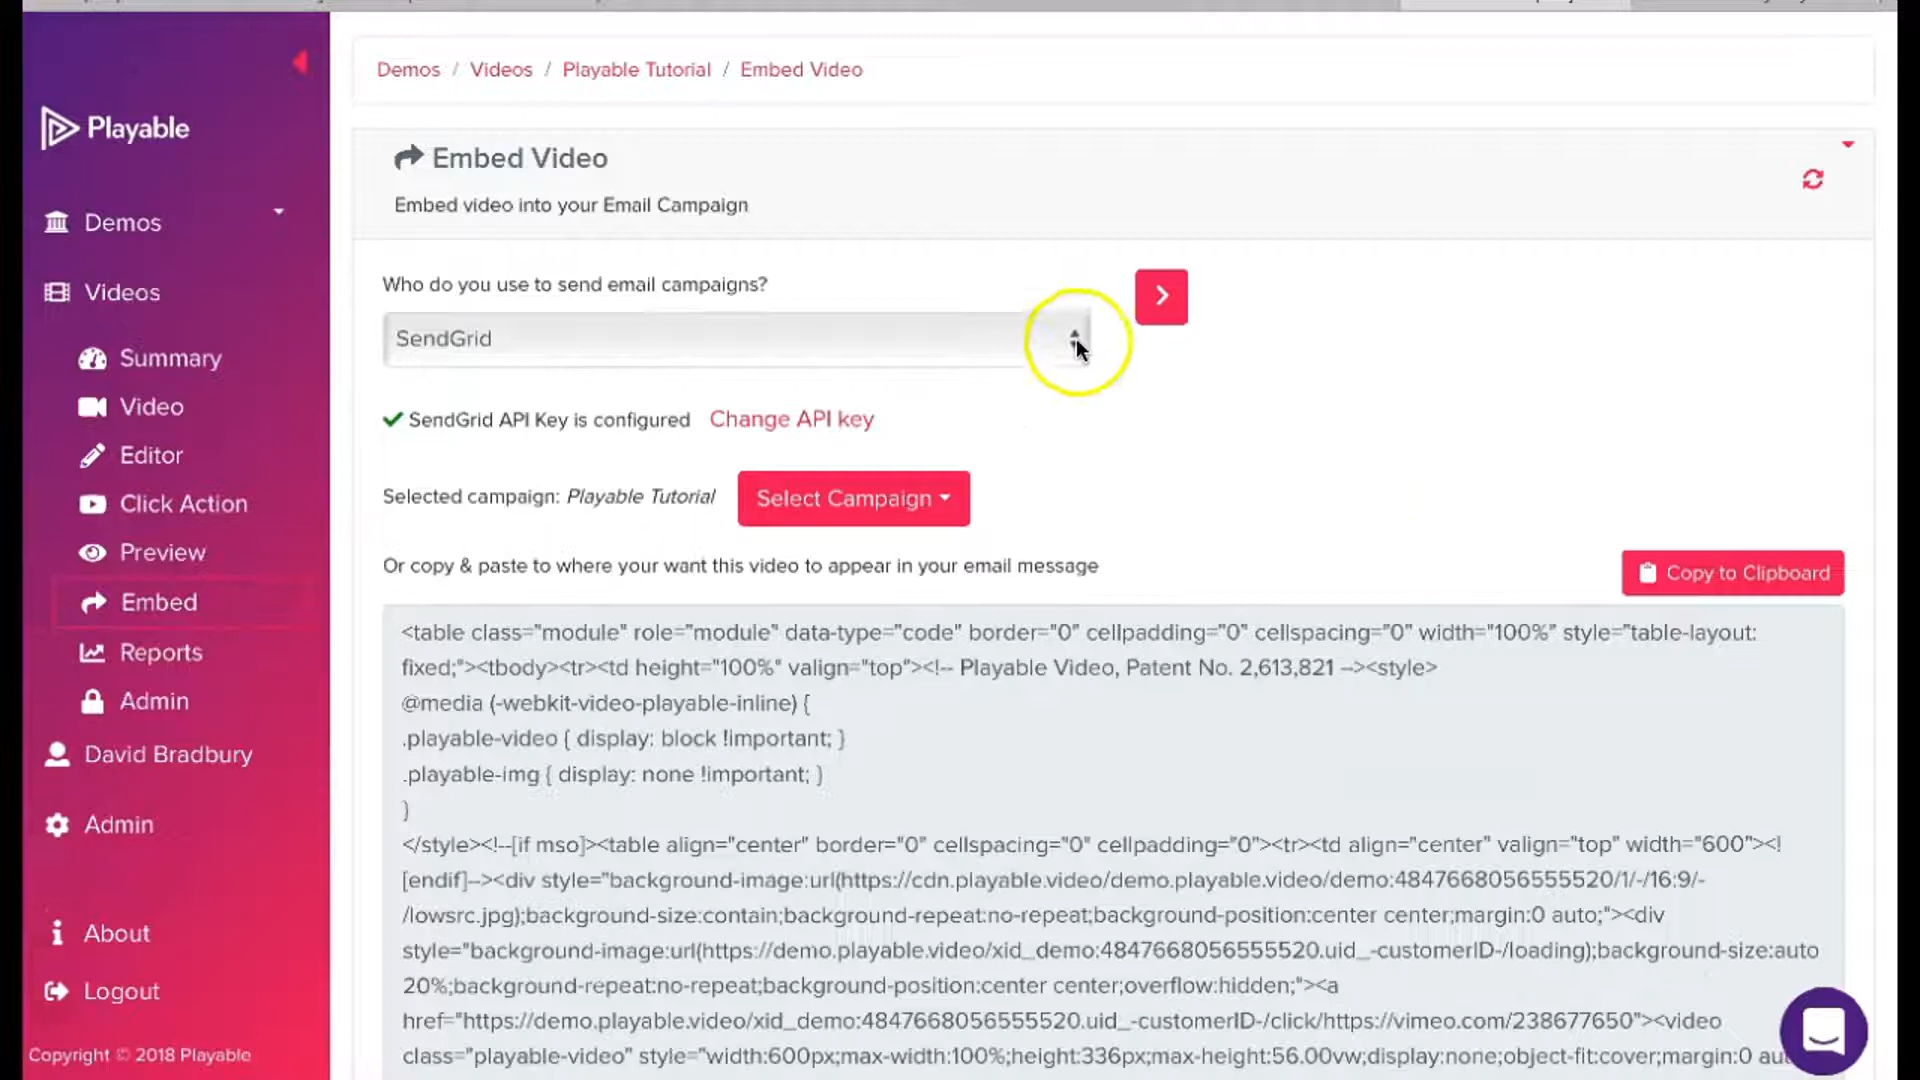 Demos / Videos / Playable Tutorial / Embed Video
Playable
Demos
Videos
Summary
Video
Editor
Click Action
Preview
Embed
Reports
Admin
David Bradbury
Admin
About
Logout
Copyright © 2018 Playable
Embed Video
Embed video into your Email Campaign
Who do you use to send email campaigns?
SendGrid
SendGrid API Key is configured Change API key
Selected campaign: Playable Tutorial Select Campaign
Or copy & paste to where your want this video to appear in your email message
Copy to Clipboard
<table class="module" role="module" data-type="code" border="0" cellpadding="0" cellspacing="0" width="100%" style="table-layout:
fixed;"><tbody><tr><td height="100%" valign="top"><!-- Playable Video, Patent No. 2,613,821 --><style>
@media (-webkit-video-playable-inline) {
.playable-video { display: block !important; }
.playable-img { display: none !important; }
}
</style><!--[if mso]><table align="center" border="0" cellspacing="0" cellpadding="0"><tr><td align="center" valign="top" width="600"><!
[endif]--><div style="background-image:url(https://cdn.playable.video/demo.playable.video/demo:4847668056555520/1/-/16:9/-
/lowsrc.jpg);background-size:contain;background-repeat:no-repeat;background-position:center center;margin:0 auto;"><div
style="background-image:url(https://demo.playable.video/xid_demo:4847668056555520.uid_-customerID-/loading);background-size:auto
20%;background-repeat:no-repeat;background-position:center center;overflow:hidden;"><a
href="https://demo.playable.video/xid_demo:4847668056555520.uid_-customerID-/click/https://vimeo.com/238677650"><video
class="playable-video" style="width:600px;max-width:100%;height:336px;max-height:56.00vw;display:none;object-fit:cover;margin:0